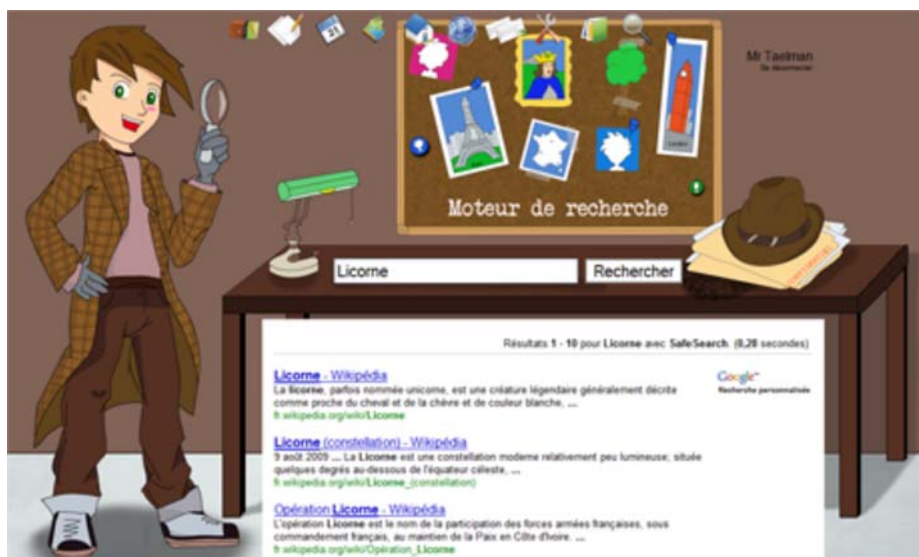 Mr Taelman
Se déconnecter
21
Moteur de recherche
Licorne
Rechercher
Résultats 1 - 10 pour Licorne avec SafeSearch. (0,28 secondes)
Google™
Recherche personnalisée
Licorne - Wikipédia
La licorne, parfois nommée unicorne, est une créature légendaire généralement décrite
comme proche du cheval et de la chèvre et de couleur blanche, ...
fr.wikipedia.org/wiki/Licorne
Licorne (constellation) - Wikipédia
9 août 2009 ... La Licorne est une constellation moderne relativement peu lumineuse; située
quelques degrés au-dessous de l'équateur céleste, ...
fr.wikipedia.org/wiki/Licorne_(constellation)
Opération Licorne - Wikipédia
L'opération Licorne est le nom de la participation des forces armées françaises, sous
commandement français, au maintien de la Paix en Côte d'Ivoire. ...
fr.wikipedia.org/wiki/Opération_Licorne